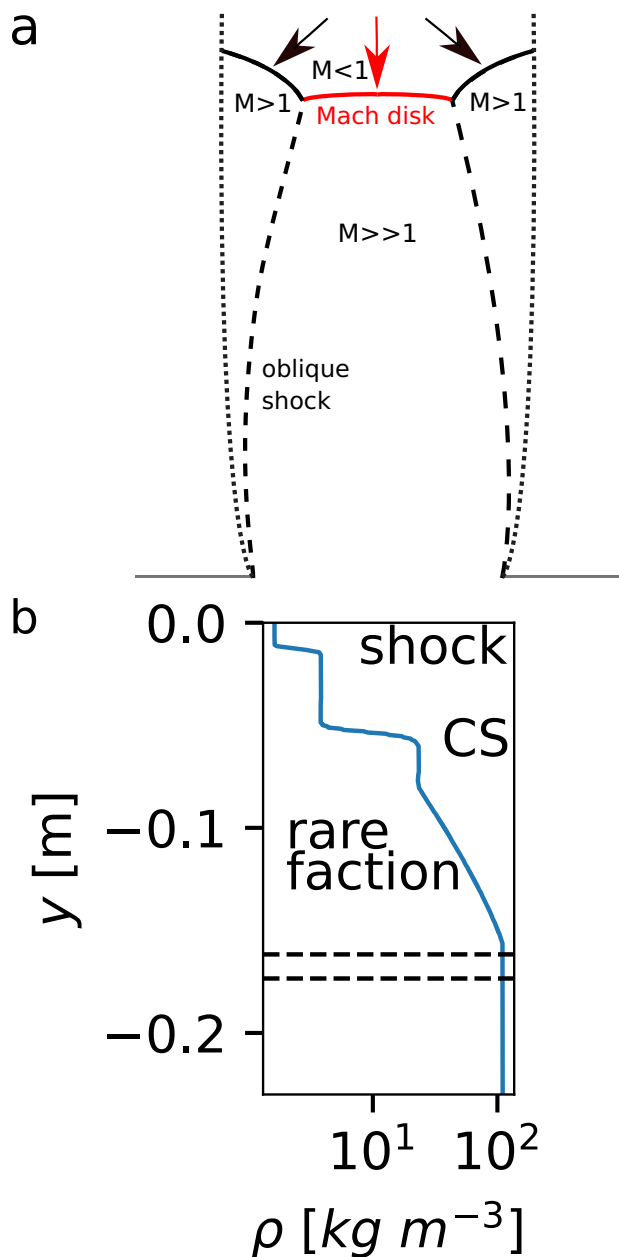 a
M<1
M>1
M>1
Mach disk
M>>1
oblique
shock
b
0.0
shock
CS
−0.1
rare
faction
y [m]
−0.2
10¹
10²
ρ [kg m⁻³]